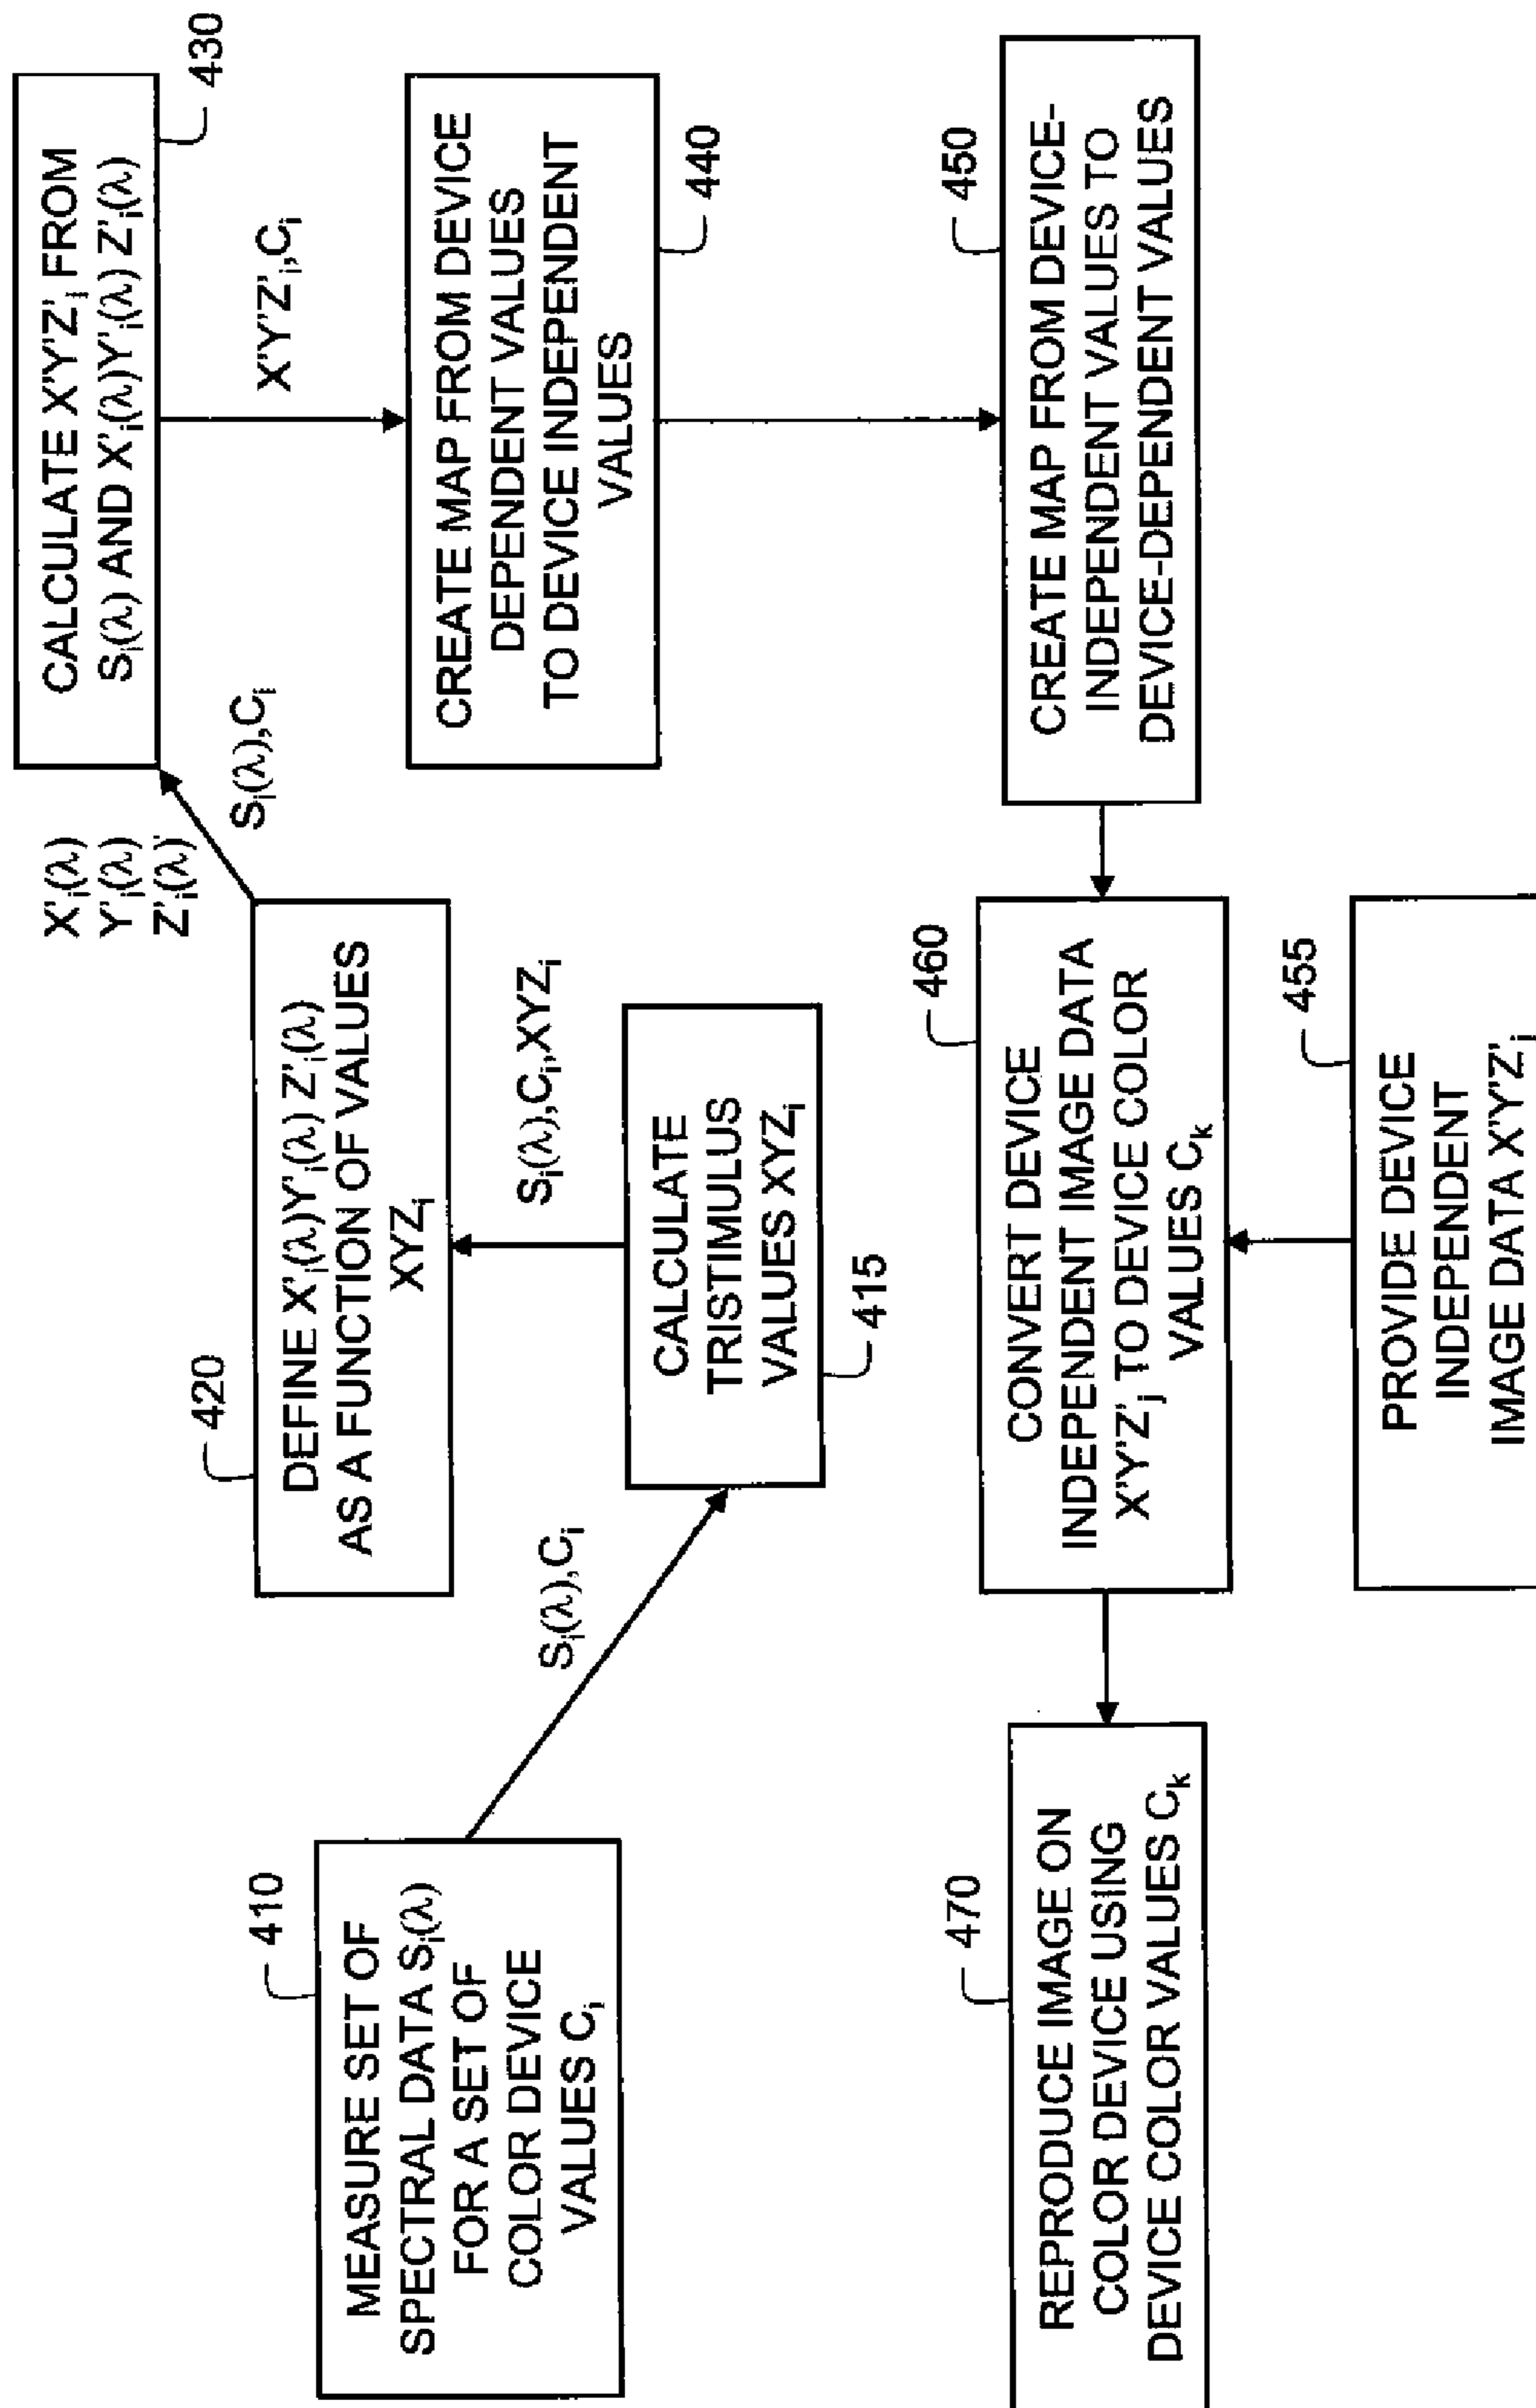 410
MEASURE SET OF
SPECTRAL DATA Sᵢ(λ)
FOR A SET OF
COLOR DEVICE
VALUES Cᵢ
Sᵢ(λ),Cᵢ
CALCULATE
TRISTIMULUS
VALUES XYZᵢ
415
Sᵢ(λ),Cᵢ,XYZᵢ
420
DEFINE X'ᵢ(λ)Y'ᵢ(λ) Z'ᵢ(λ)
AS A FUNCTION OF VALUES
XYZᵢ
X'ᵢ(λ)
Y'ᵢ(λ)
Z'ᵢ(λ)
Sᵢ(λ),Cᵢ
CALCULATE X'Y'Z'ᵢ FROM
Sᵢ(λ) AND X'ᵢ(λ)Y'ᵢ(λ) Z'ᵢ(λ)
430
X'Y'Z'ᵢ,Cᵢ
CREATE MAP FROM DEVICE
DEPENDENT VALUES
TO DEVICE INDEPENDENT
VALUES
440
450
CREATE MAP FROM DEVICE-
INDEPENDENT VALUES TO
DEVICE-DEPENDENT VALUES
460
CONVERT DEVICE
INDEPENDENT IMAGE DATA
X'Y'Z'ⱼ TO DEVICE COLOR
VALUES Cₖ
455
PROVIDE DEVICE
INDEPENDENT
IMAGE DATA X'Y'Z'ⱼ
470
REPRODUCE IMAGE ON
COLOR DEVICE USING
DEVICE COLOR VALUES Cₖ